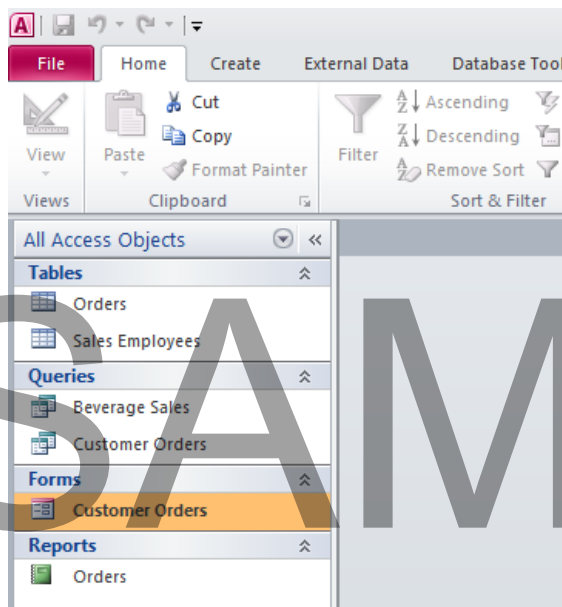 A
File Home Create External Data Database Tool
View Paste Cut Copy Format Painter Filter Ascending Descending Remove Sort
Views Clipboard Sort & Filter
All Access Objects
Tables
Orders
Sales Employees
Queries
Beverage Sales
Customer Orders
Forms
Customer Orders
Reports
Orders
SAM